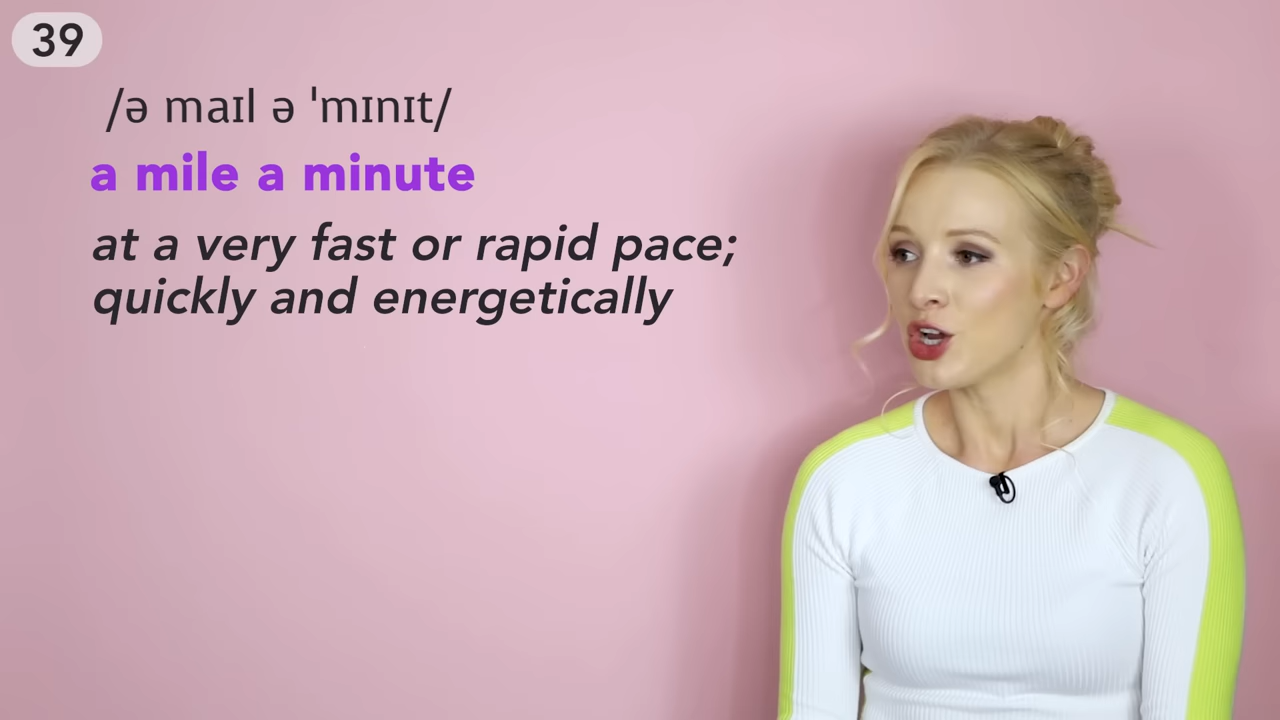 39
/ə maɪl ə ˈmɪnɪt/
a mile a minute
at a very fast or rapid pace;
quickly and energetically